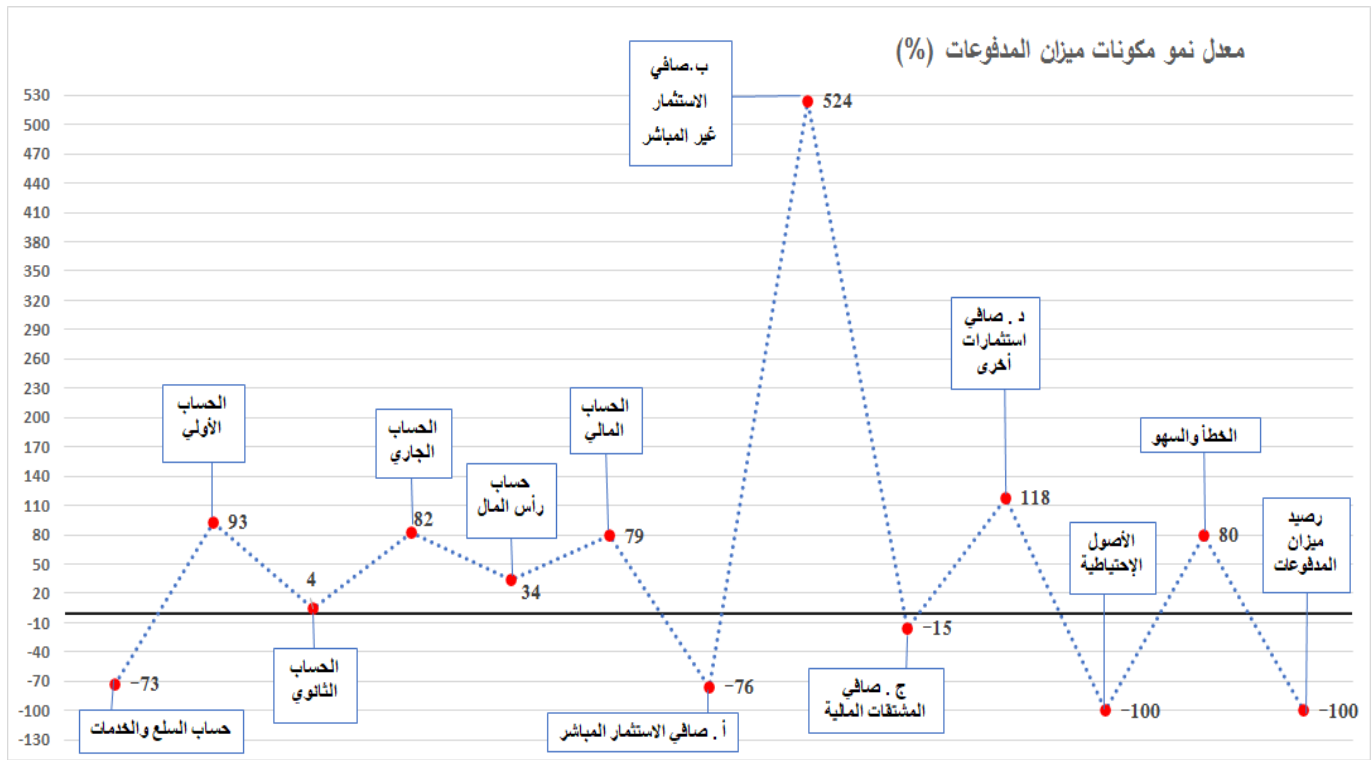 معدل نمو مكونات ميزان المدفوعات (%)
530
500
470
440
410
380
350
320
290
260
230
200
170
140
110
80
50
20
-10
-40
-70
-100
-130
حساب السلع والخدمات
−73
الحساب
الأولي
93
الحساب
الثانوي
4
الحساب
الجاري
82
حساب
رأس المال
34
الحساب
المالي
79
أ . صافي الاستثمار المباشر
−76
ب.صافي
الاستثمار
غير المباشر
524
ج . صافي
المشتقات المالية
−15
د . صافي
استثمارات
أخرى
118
الأصول
الإحتياطية
−100
الخطأ والسهو
80
رصيد
ميزان
المدفوعات
−100